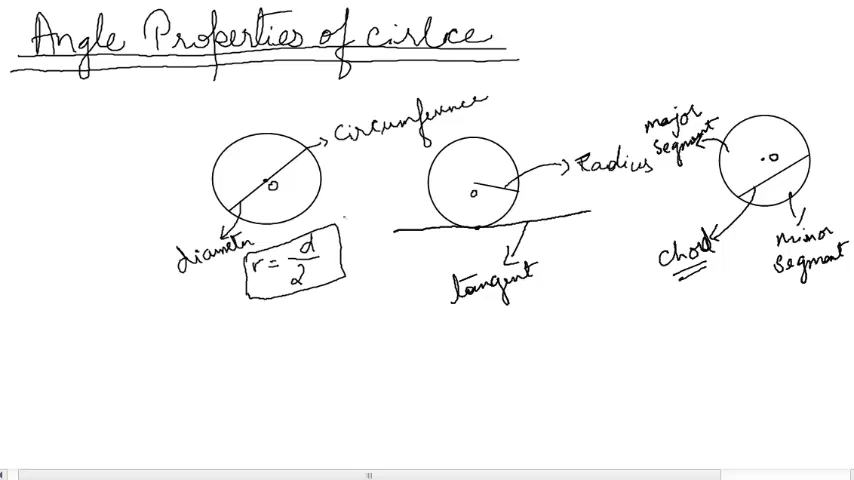 Angle Properties of cirlce
Circumference
O
diameter
r = d/2
O
Radius
tangent
major
segment
O
chord
minor
segment